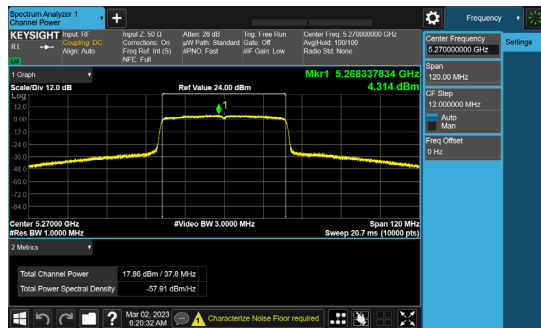 Spectrum Analyzer 1
Channel Power
+
Frequency
KEYSIGHT
Input: RF
Coupling: DC
Align: Auto
Input Z: 50 Ω
Corrections: On
Freq Ref: Int (S)
NFE: Full
Atten: 26 dB
µW Path: Standard
#PNO: Fast
Trig: Free Run
Gate: Off
#IF Gain: Low
Center Freq: 5.270000000 GHz
Avg|Hold: 100/100
Radio Std: None
Center Frequency
5.270000000 GHz
Settings
Span
120.00 MHz
CF Step
12.000000 MHz
Auto
Man
Freq Offset
0 Hz
1 Graph
Mkr1 5.268337834 GHz
4.314 dBm
Scale/Div 12.0 dB
Ref Value 24.00 dBm
Log
1
12.0
0.00
-12.0
-24.0
-36.0
-48.0
-60.0
-72.0
-84.0
Center 5.27000 GHz
#Video BW 3.0000 MHz
Span 120 MHz
#Res BW 1.0000 MHz
Sweep 20.7 ms (10000 pts)
2 Metrics
Total Channel Power 17.86 dBm / 37.8 MHz
Total Power Spectral Density -57.91 dBm/Hz
?
Mar 02, 2023
6:20:32 AM
Characterize Noise Floor required